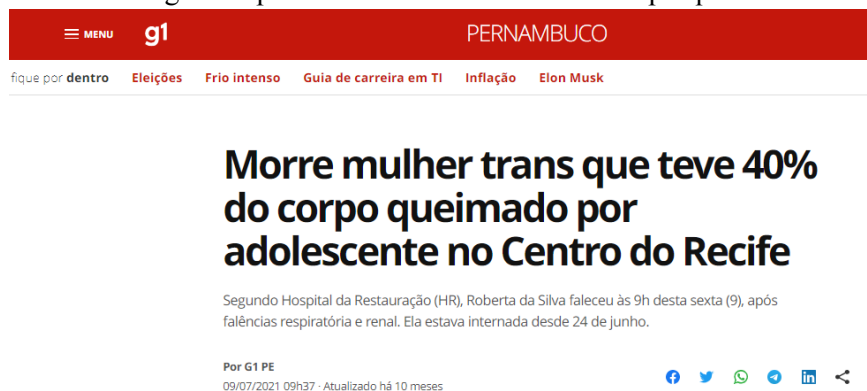 MENU g1 PERNAMBUCO
fique por dentro Eleições Frio intenso Guia de carreira em TI Inflação Elon Musk
Morre mulher trans que teve 40%
do corpo queimado por
adolescente no Centro do Recife
Segundo Hospital da Restauração (HR), Roberta da Silva faleceu às 9h desta sexta (9), após
falências respiratória e renal. Ela estava internada desde 24 de junho.
Por G1 PE
09/07/2021 09h37 · Atualizado há 10 meses